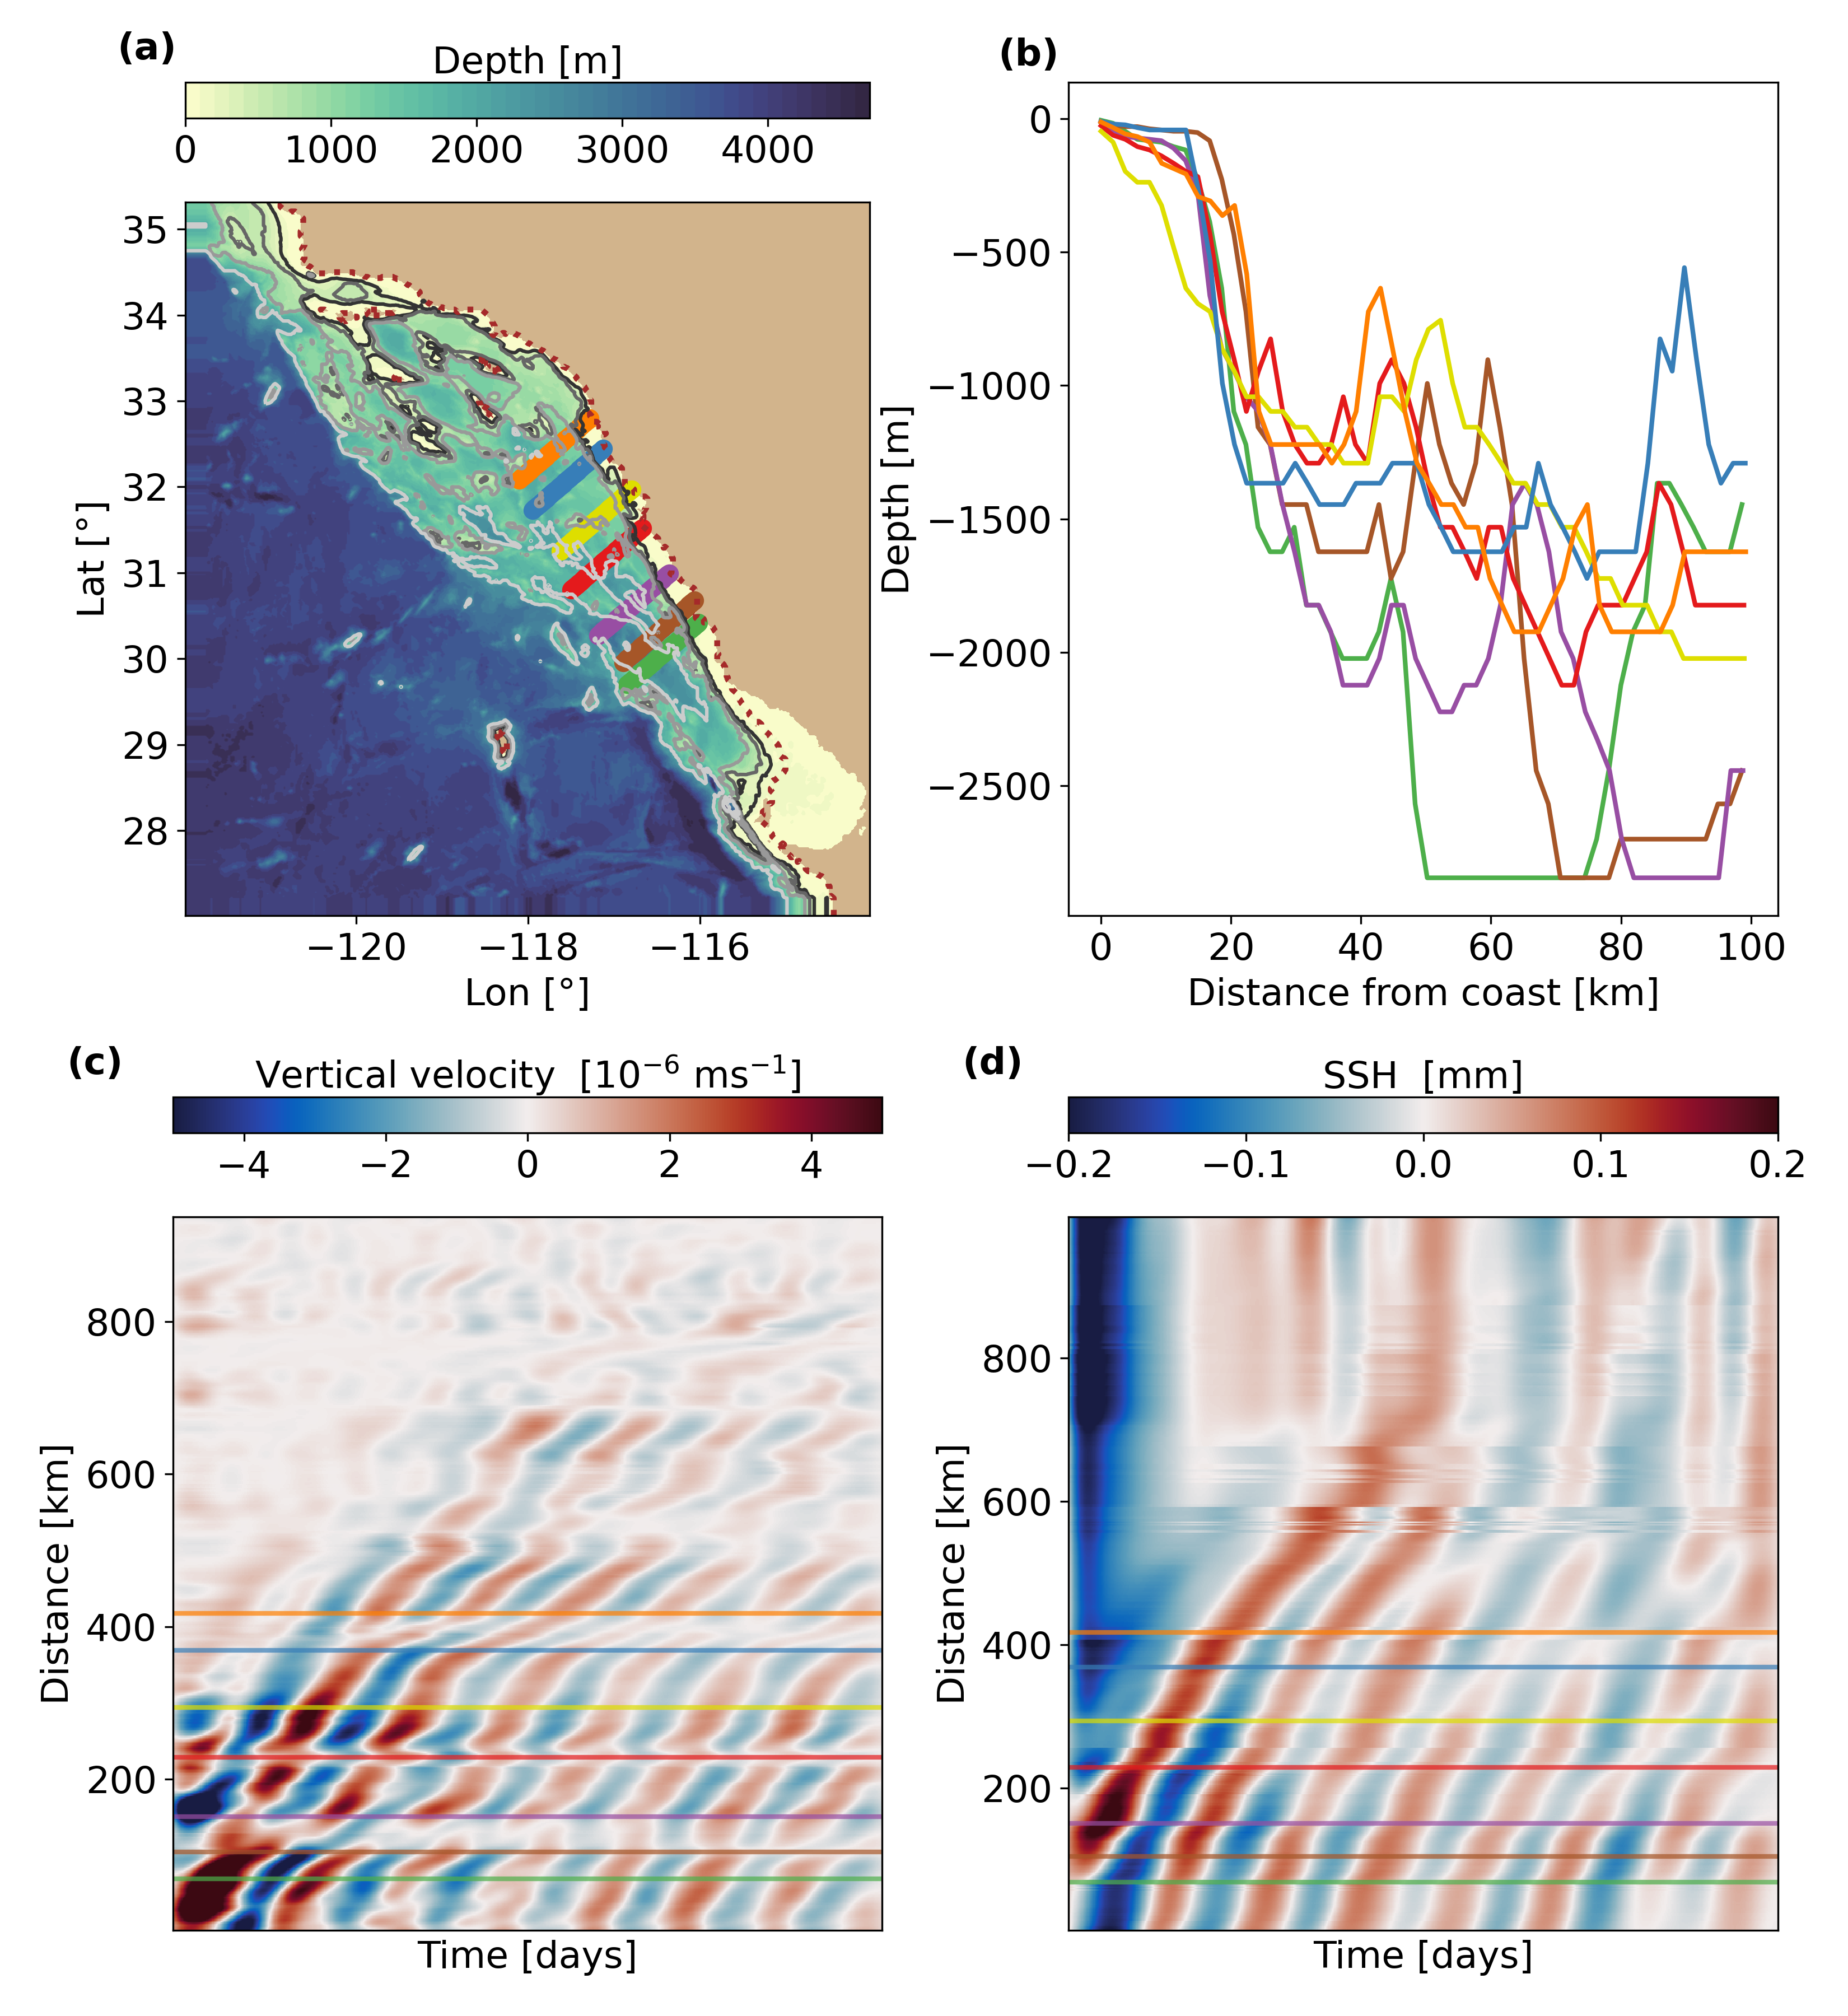 (a)
Depth [m]
0 1000 2000 3000 4000
35
34
33
32
31
30
29
28
Lat [°]
−120 −118 −116
Lon [°]
(b)
0
−500
−1000
−1500
−2000
−2500
Depth [m]
0 20 40 60 80 100
Distance from coast [km]
(c)
Vertical velocity [10⁻⁶ ms⁻¹]
−4 −2 0 2 4
800
600
400
200
Distance [km]
Time [days]
(d)
SSH [mm]
−0.2 −0.1 0.0 0.1 0.2
800
600
400
200
Distance [km]
Time [days]